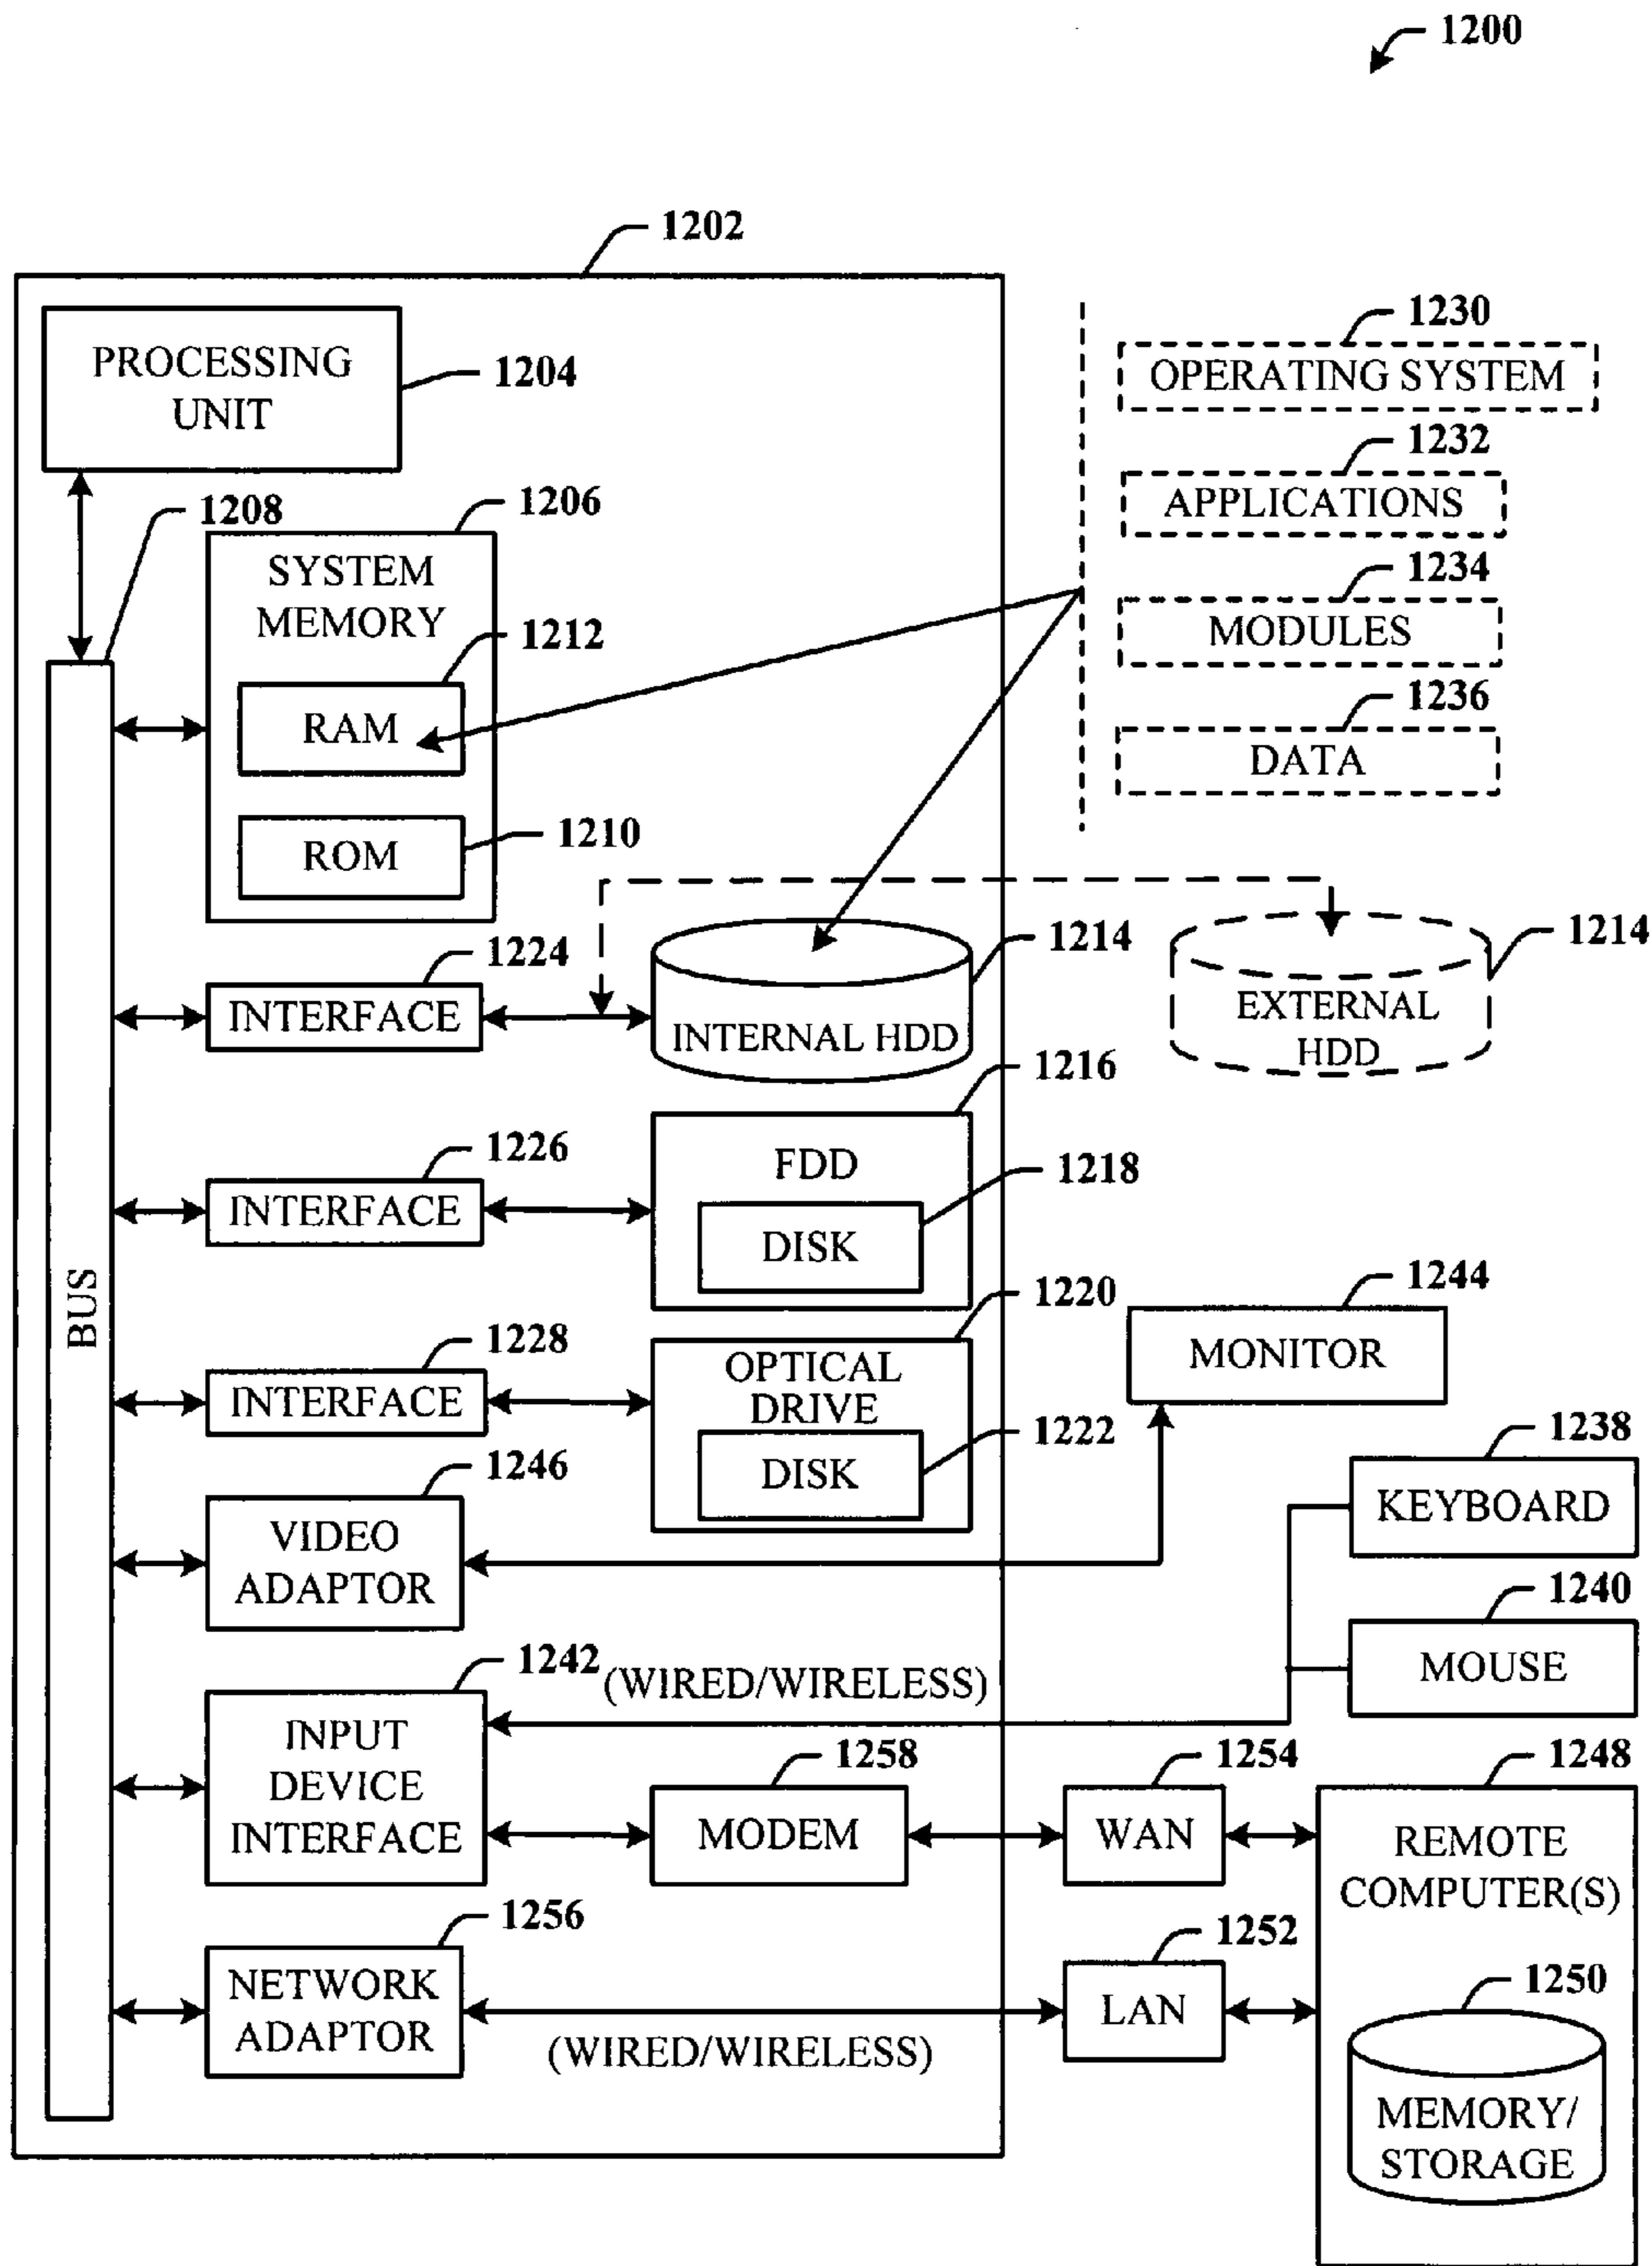 1200
1202
PROCESSING
UNIT
1204
1230
OPERATING SYSTEM
1232
APPLICATIONS
1234
MODULES
1236
DATA
1208
1206
SYSTEM
MEMORY
1212
RAM
1210
ROM
1224
INTERFACE
1214
INTERNAL HDD
1214
EXTERNAL
HDD
1226
INTERFACE
1216
FDD
1218
DISK
BUS
1228
INTERFACE
1220
OPTICAL
DRIVE
1222
DISK
1244
MONITOR
1246
VIDEO
ADAPTOR
1238
KEYBOARD
1240
MOUSE
1242
(WIRED/WIRELESS)
INPUT
DEVICE
INTERFACE
1258
MODEM
1254
WAN
1248
REMOTE
COMPUTER(S)
1256
NETWORK
ADAPTOR
(WIRED/WIRELESS)
1252
LAN
1250
MEMORY/
STORAGE